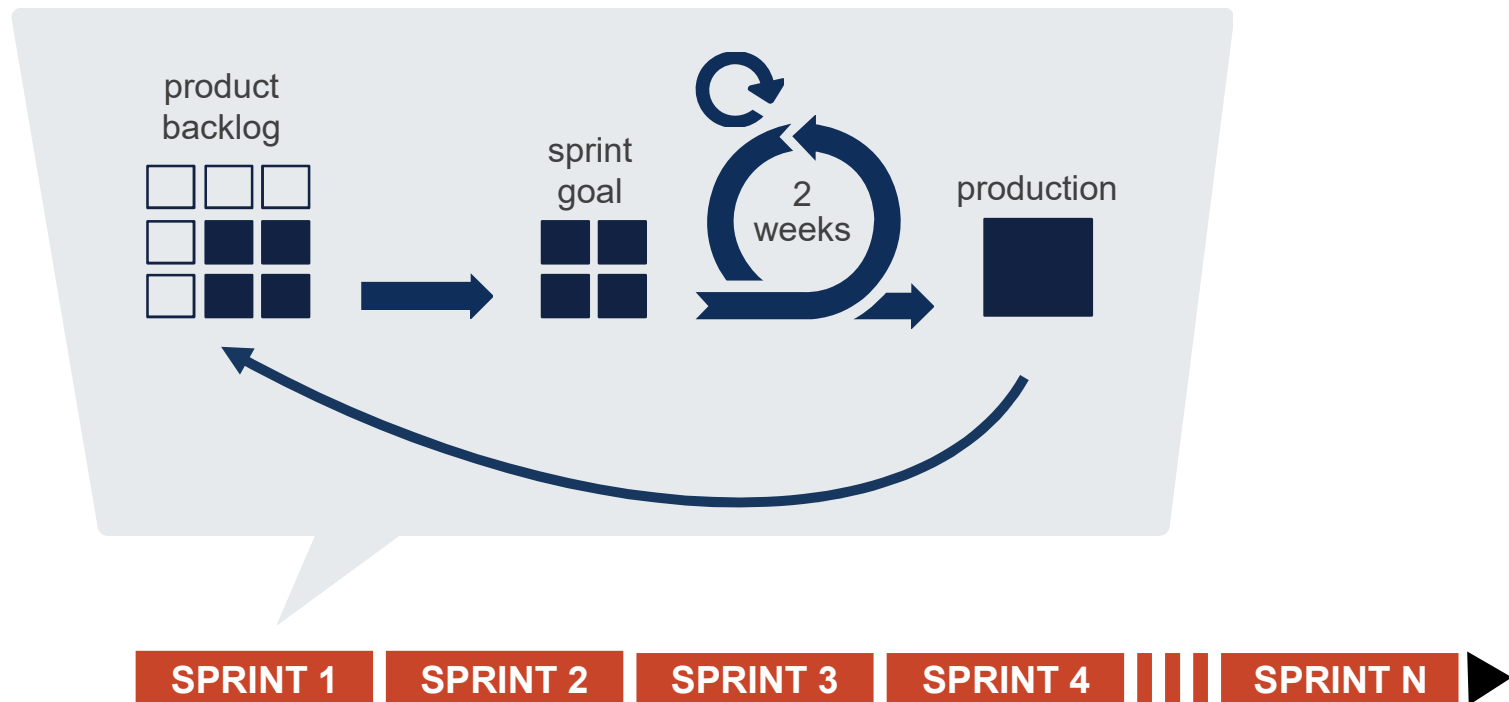 product
backlog
sprint
goal
2
weeks
production
SPRINT 1
SPRINT 2
SPRINT 3
SPRINT 4
SPRINT N